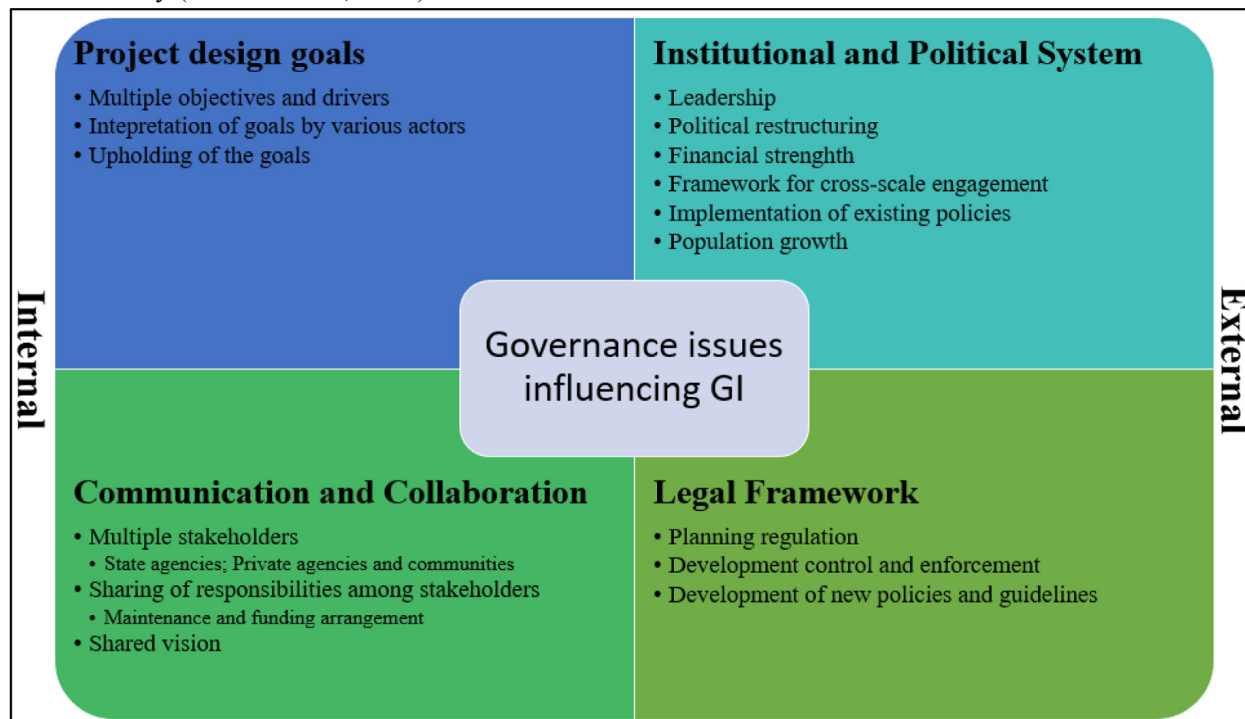 Project design goals
• Multiple objectives and drivers
• Intepretation of goals by various actors
• Upholding of the goals
Institutional and Political System
• Leadership
• Political restructuring
• Financial strenghth
• Framework for cross-scale engagement
• Implementation of existing policies
• Population growth
Internal
Governance issues
influencing GI
External
Communication and Collaboration
• Multiple stakeholders
• State agencies; Private agencies and communities
• Sharing of responsibilities among stakeholders
• Maintenance and funding arrangement
• Shared vision
Legal Framework
• Planning regulation
• Development control and enforcement
• Development of new policies and guidelines